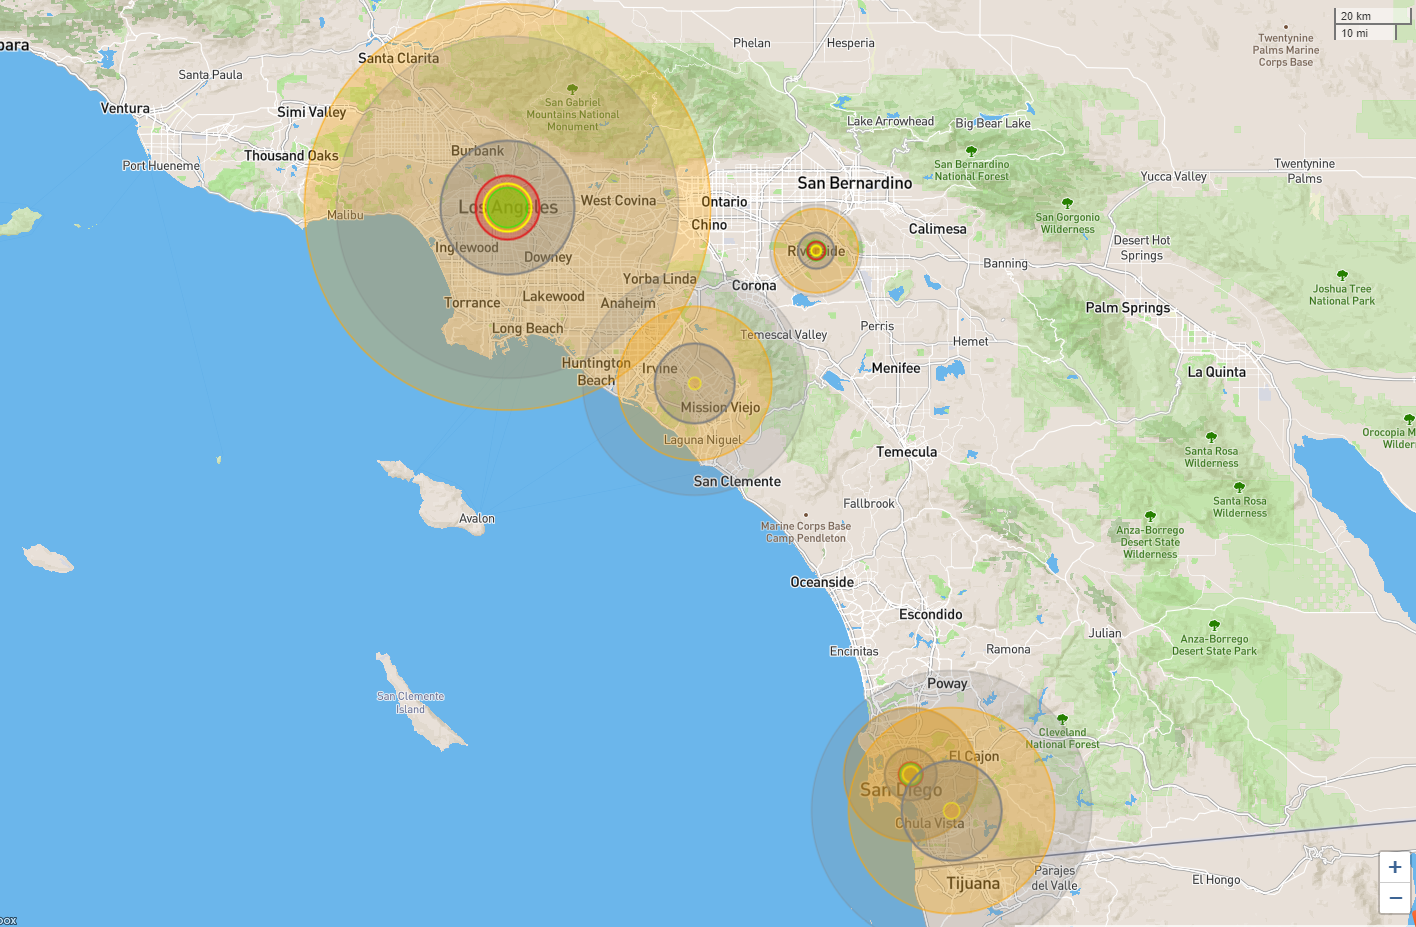 20 km
10 mi
Twentynine
Palms Marine
Corps Base
Phelan
Hesperia
Santa Clarita
Santa Paula
Ventura
Simi Valley
San Gabriel
Mountains National
Monument
Lake Arrowhead
Big Bear Lake
Port Hueneme
Thousand Oaks
Burbank
San Bernardino
National Forest
Twentynine
Palms
Yucca Valley
San Bernardino
Los Angeles
West Covina
Ontario
Malibu
Chino
San Gorgonio
Wilderness
Calimesa
Inglewood
Downey
Riverside
Desert Hot
Springs
Banning
Yorba Linda
Corona
Joshua Tree
National Park
Torrance
Lakewood
Anaheim
Palm Springs
Long Beach
Temescal Valley
Perris
Hemet
Huntington
Beach
Irvine
Menifee
La Quinta
Mission Viejo
Laguna Niguel
Temecula
Santa Rosa
Wilderness
Orocopia M
Wilder
San Clemente
Fallbrook
Santa Rosa
Wilderness
Avalon
Marine Corps Base
Camp Pendleton
Anza-Borrego
Desert State
Wilderness
Oceanside
Escondido
Julian
Anza-Borrego
Desert State Park
Encinitas
Ramona
San Clemente
Island
Poway
Cleveland
National Forest
El Cajon
San Diego
Chula Vista
Tijuana
Parajes
del Valle
El Hongo
+
−